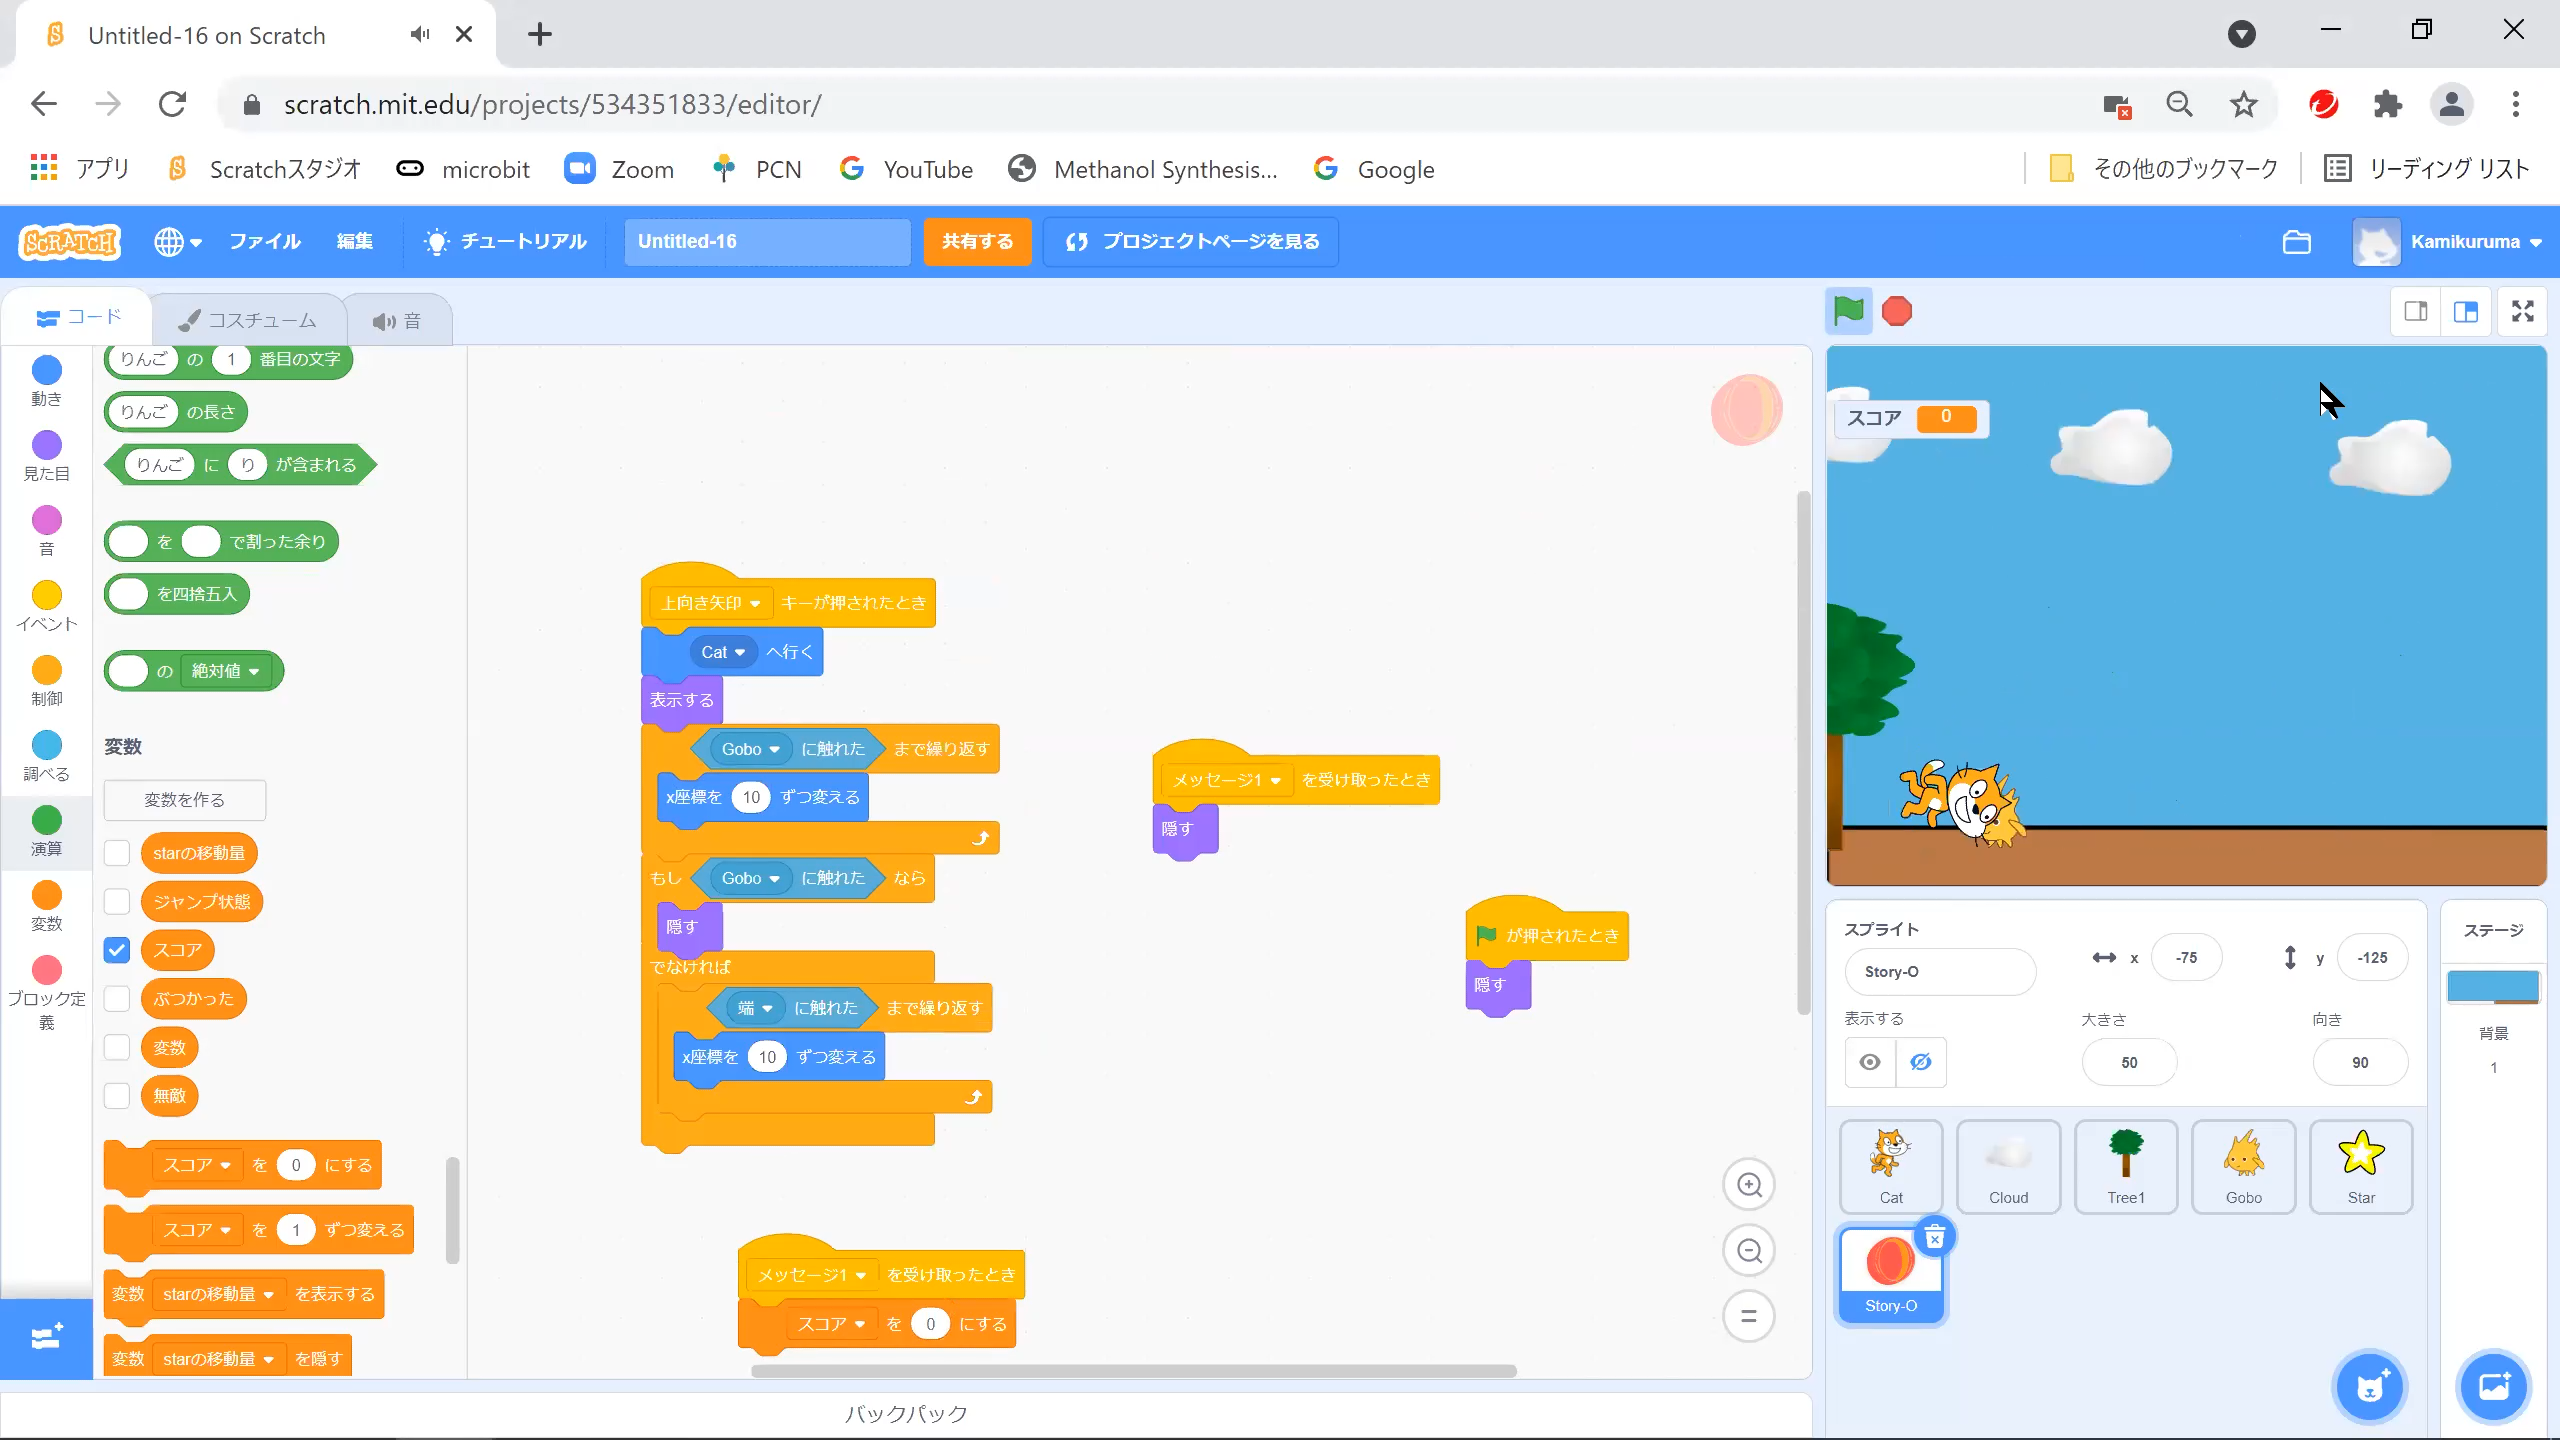 Untitled-16 on Scratch
scratch.mit.edu/projects/534351833/editor/
アプリ Scratchスタジオ microbit Zoom PCN YouTube Methanol Synthesis... Google その他のブックマーク リーディング リスト
SCRATCH ファイル 編集 チュートリアル Untitled-16 共有する プロジェクトページを見る Kamikuruma
コード コスチューム 音
動き
見た目
音
イベント
制御
調べる
演算
変数
ブロック定義
りんご の 1 番目の文字
りんご の長さ
りんご に り が含まれる
を で割った余り
を四捨五入
の 絶対値
変数
変数を作る
starの移動量
ジャンプ状態
スコア
ぶつかった
変数
無敵
スコア を 0 にする
スコア を 1 ずつ変える
変数 starの移動量 を表示する
変数 starの移動量 を隠す
上向き矢印 キーが押されたとき
Cat へ行く
表示する
Gobo に触れた まで繰り返す
x座標を 10 ずつ変える
もし Gobo に触れた なら
隠す
でなければ
端 に触れた まで繰り返す
x座標を 10 ずつ変える
メッセージ1 を受け取ったとき
隠す
が押されたとき
隠す
メッセージ1 を受け取ったとき
スコア を 0 にする
バックパック
スコア 0
スプライト
Story-O x -75 y -125
表示する 大きさ 向き
50 90
Cat Cloud Tree1 Gobo Star
Story-O
ステージ
背景
1